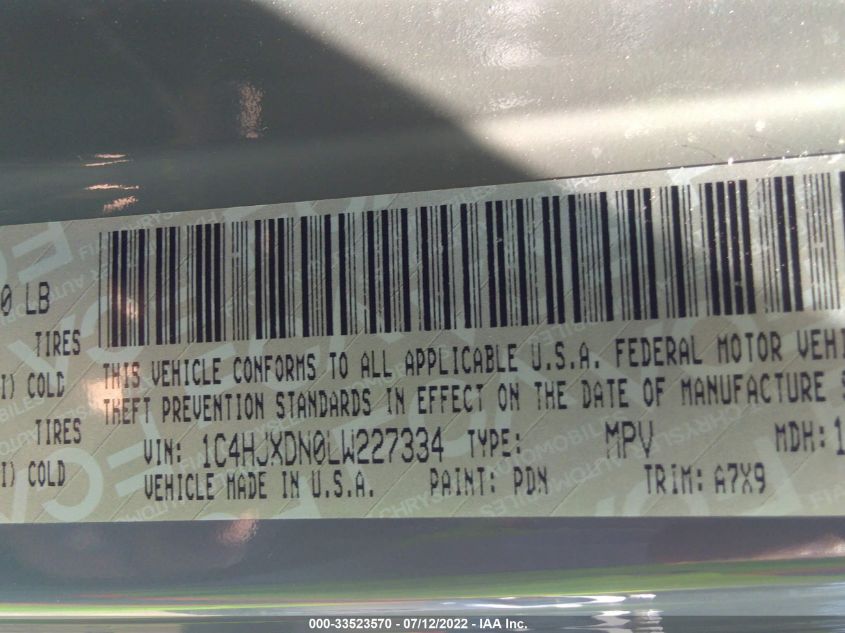 0 LB
TIRES
I) COLD
TIRES
I) COLD
THIS VEHICLE CONFORMS TO ALL APPLICABLE U.S.A. FEDERAL MOTOR VEHI
THEFT PREVENTION STANDARDS IN EFFECT ON THE DATE OF MANUFACTURE S
VIN: 1C4HJXDN0LW227334 TYPE: MPV MDH: 1
VEHICLE MADE IN U.S.A. PAINT: PDN TRIM: A7X9
000-33523570 - 07/12/2022 - IAA Inc.